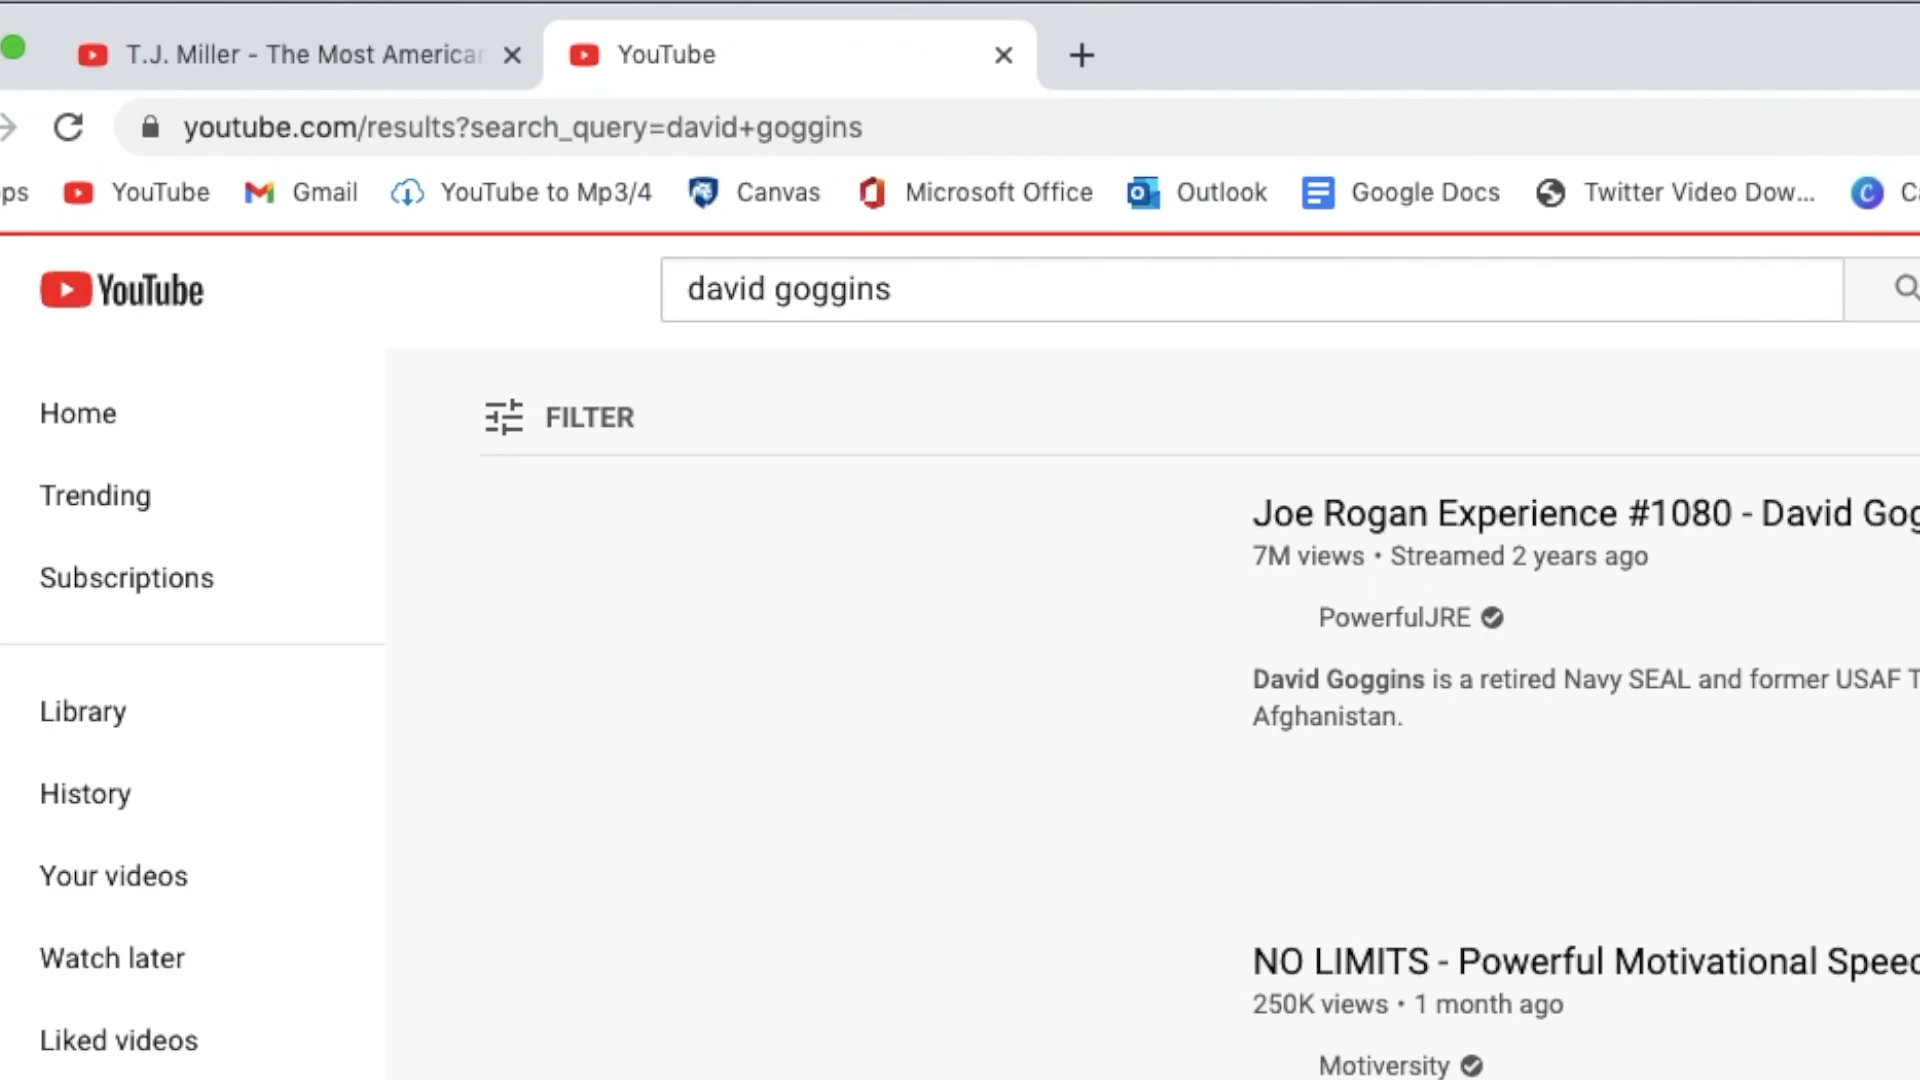 T.J. Miller - The Most American
YouTube
youtube.com/results?search_query=david+goggins
ps YouTube Gmail YouTube to Mp3/4 Canvas Microsoft Office Outlook Google Docs Twitter Video Dow... C
YouTube
david goggins
FILTER
Home
Trending
Subscriptions
Library
History
Your videos
Watch later
Liked videos
Joe Rogan Experience #1080 - David Gog
7M views • Streamed 2 years ago
PowerfulJRE
David Goggins is a retired Navy SEAL and former USAF T
Afghanistan.
NO LIMITS - Powerful Motivational Speec
250K views • 1 month ago
Motiversity